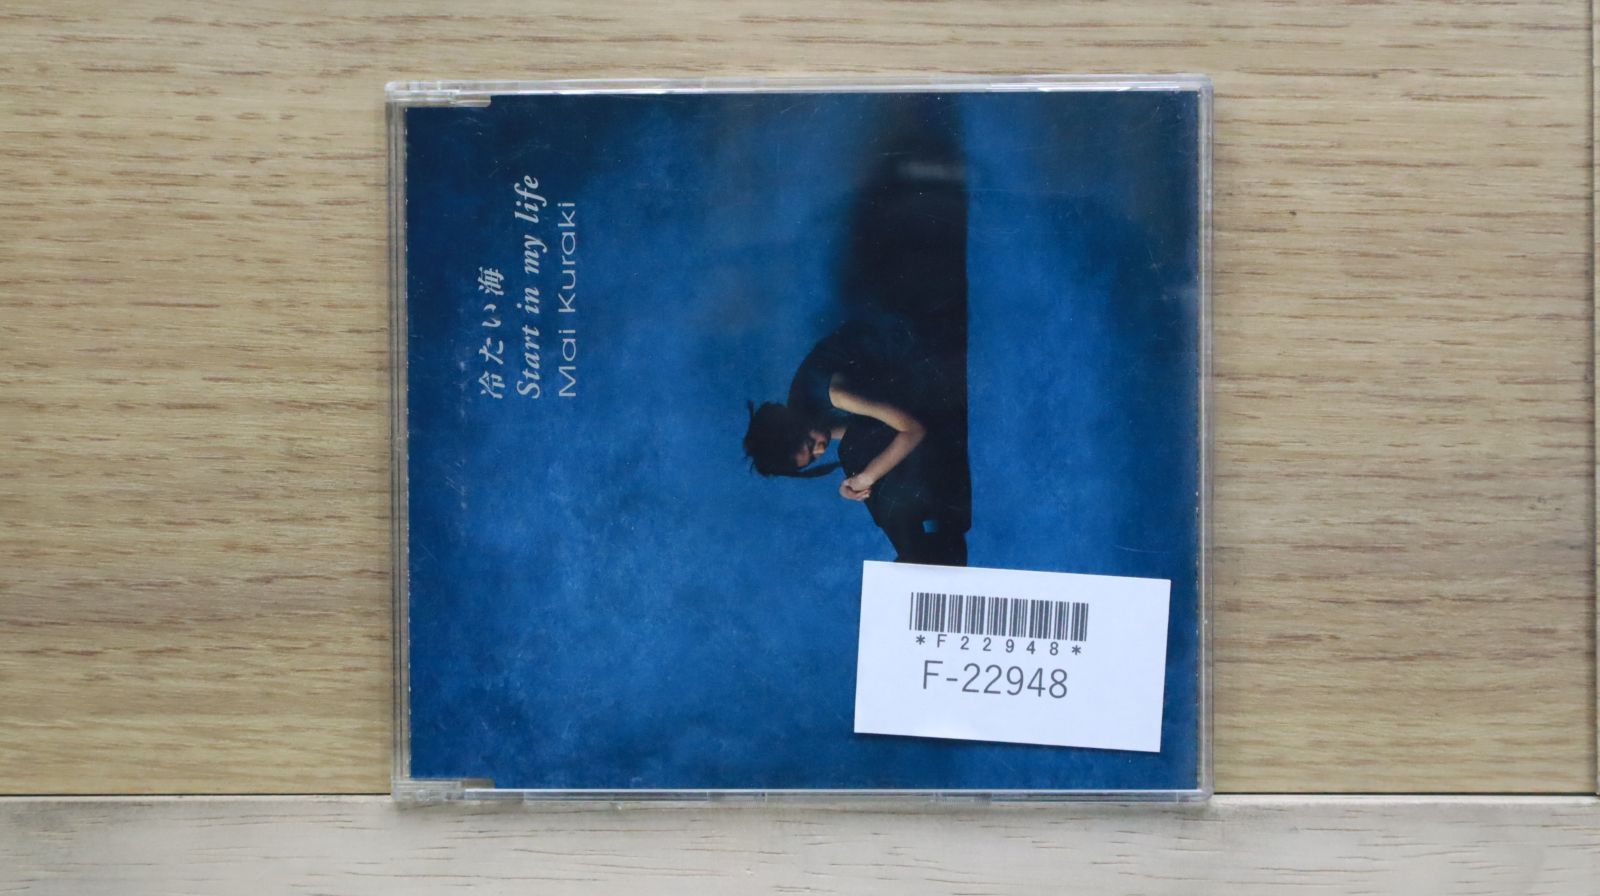 冷たい海
Start in my life
Mai Kuraki
*F22948*
F-22948